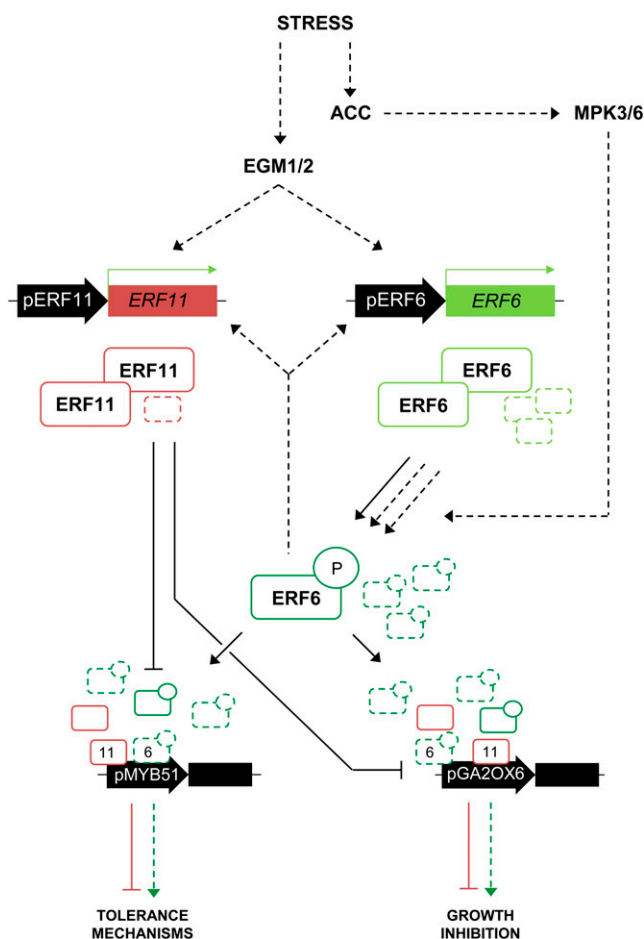 STRESS
ACC
MPK3/6
EGM1/2
pERF11
ERF11
pERF6
ERF6
ERF11
ERF11
ERF6
ERF6
P
ERF6
11
6
pMYB51
6
11
pGA2OX6
TOLERANCE
MECHANISMS
GROWTH
INHIBITION